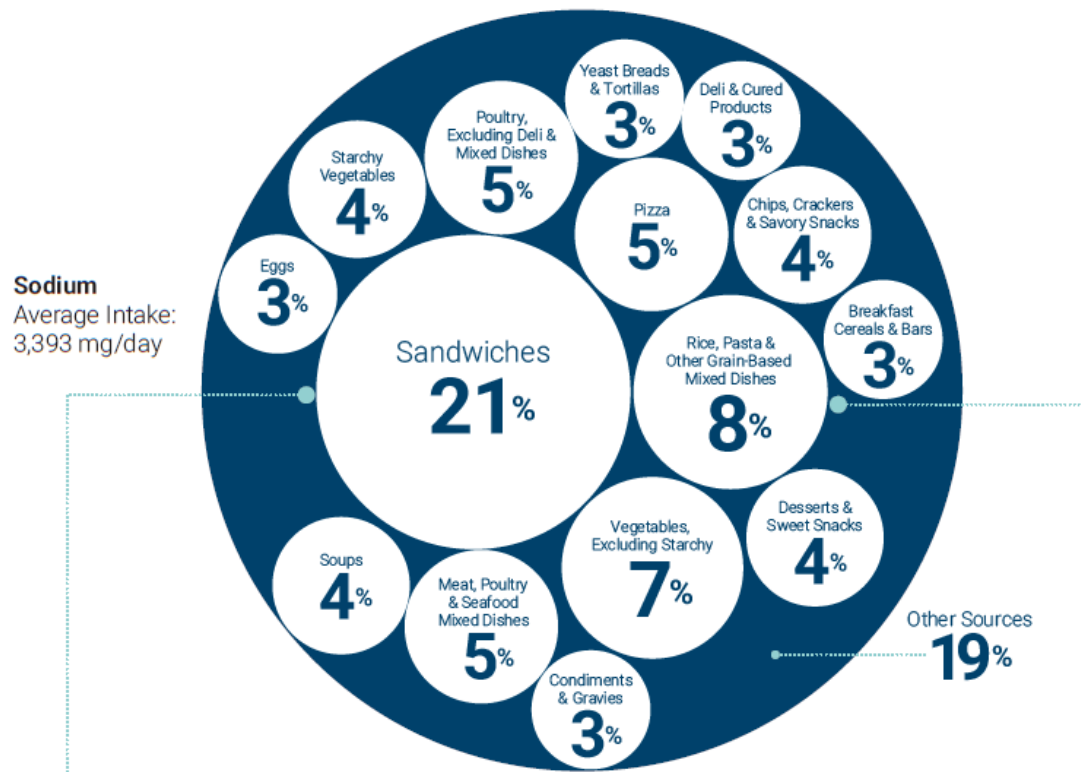 Sodium
Average Intake:
3,393 mg/day
Yeast Breads
& Tortillas
3%
Deli & Cured
Products
3%
Poultry,
Excluding Deli &
Mixed Dishes
5%
Starchy
Vegetables
4%
Pizza
5%
Chips, Crackers
& Savory Snacks
4%
Eggs
3%
Breakfast
Cereals & Bars
3%
Sandwiches
21%
Rice, Pasta &
Other Grain-Based
Mixed Dishes
8%
Vegetables,
Excluding Starchy
7%
Desserts &
Sweet Snacks
4%
Soups
4%
Meat, Poultry
& Seafood
Mixed Dishes
5%
Condiments
& Gravies
3%
Other Sources
19%